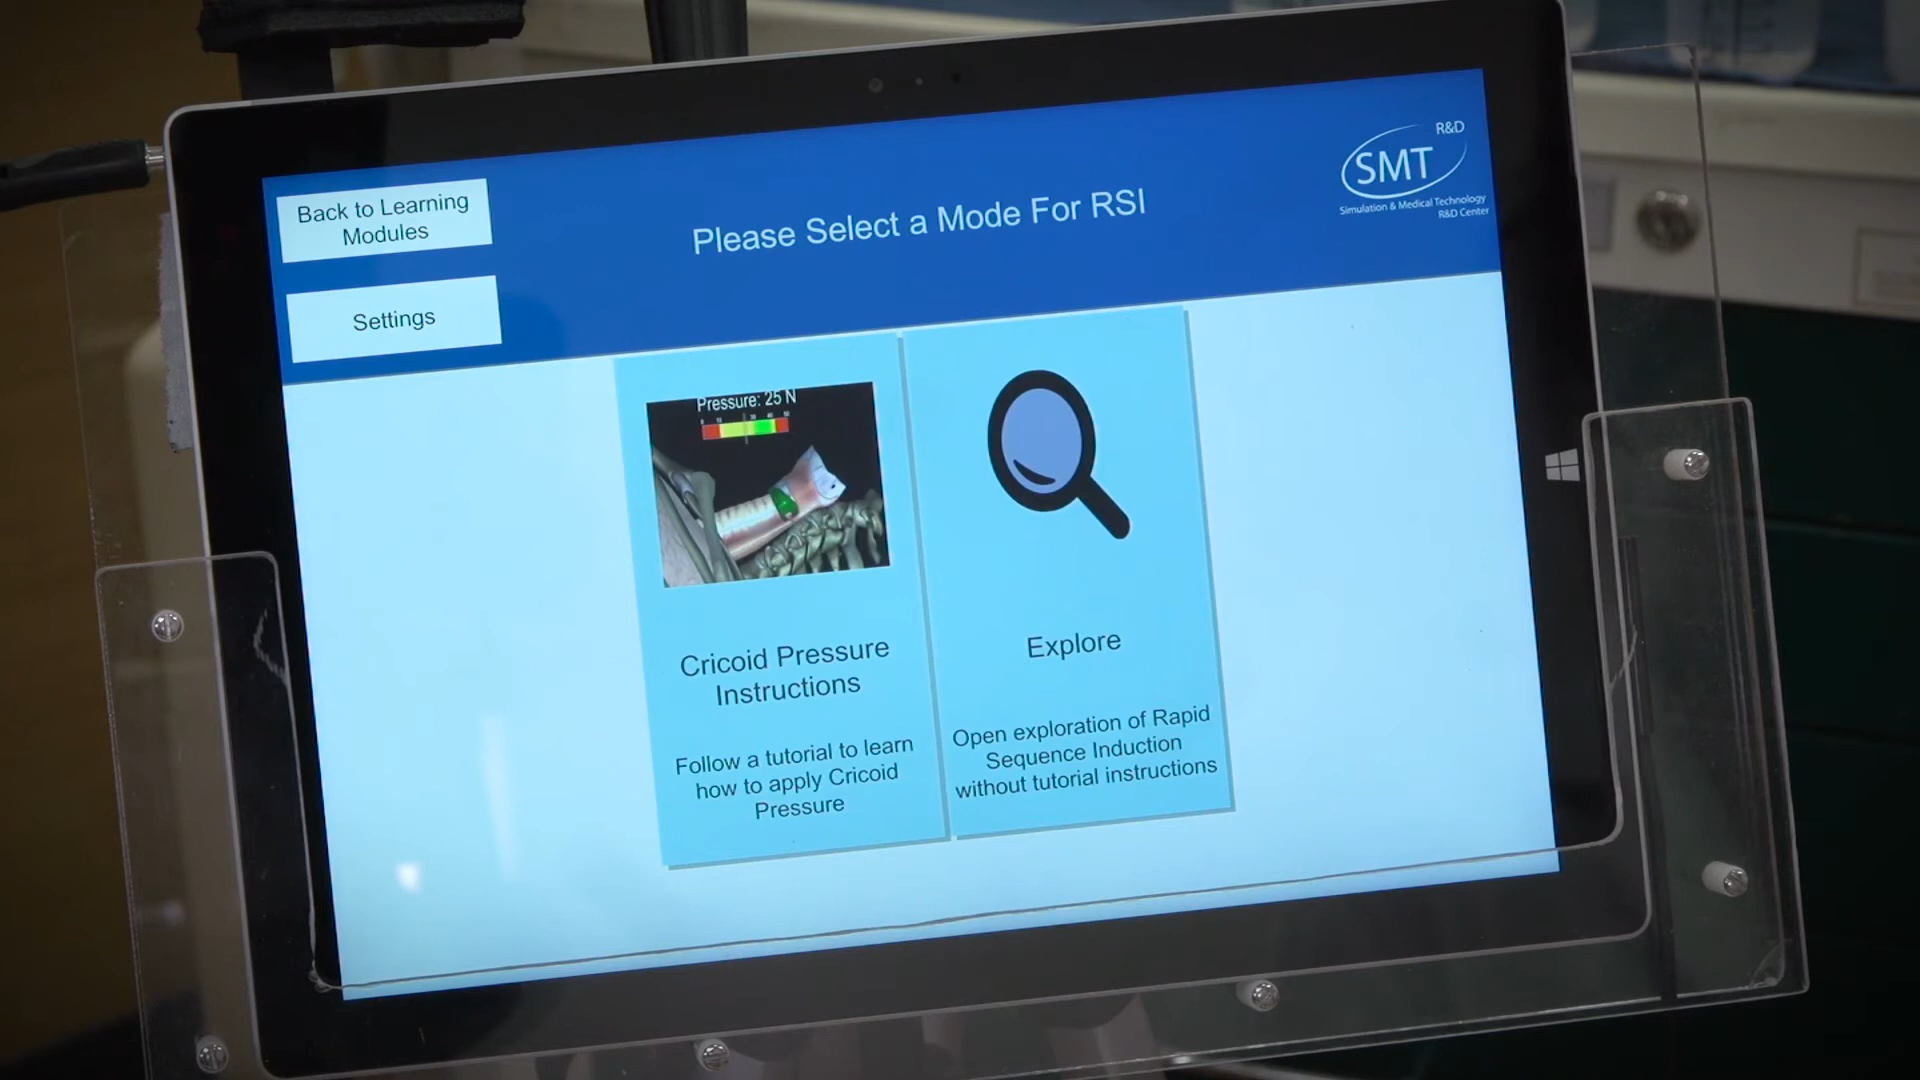 Back to Learning
Modules
Settings
Please Select a Mode For RSI
R&D
SMT
Simulation & Medical Technology
R&D Center
Pressure: 25 N
Cricoid Pressure
Instructions
Follow a tutorial to learn
how to apply Cricoid
Pressure
Explore
Open exploration of Rapid
Sequence Induction
without tutorial instructions